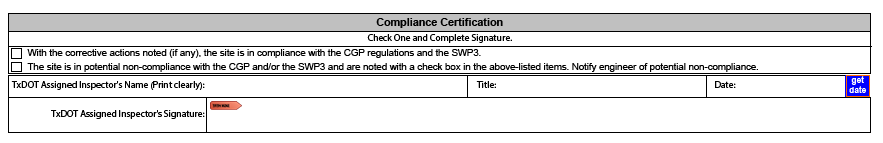 Compliance Certification
Check One and Complete Signature.
With the corrective actions noted (if any), the site is in compliance with the CGP regulations and the SWP3.
The site is in potential non-compliance with the CGP and/or the SWP3 and are noted with a check box in the above-listed items. Notify engineer of potential non-compliance.
TxDOT Assigned Inspector's Name (Print clearly): Title: Date: get date
TxDOT Assigned Inspector's Signature: